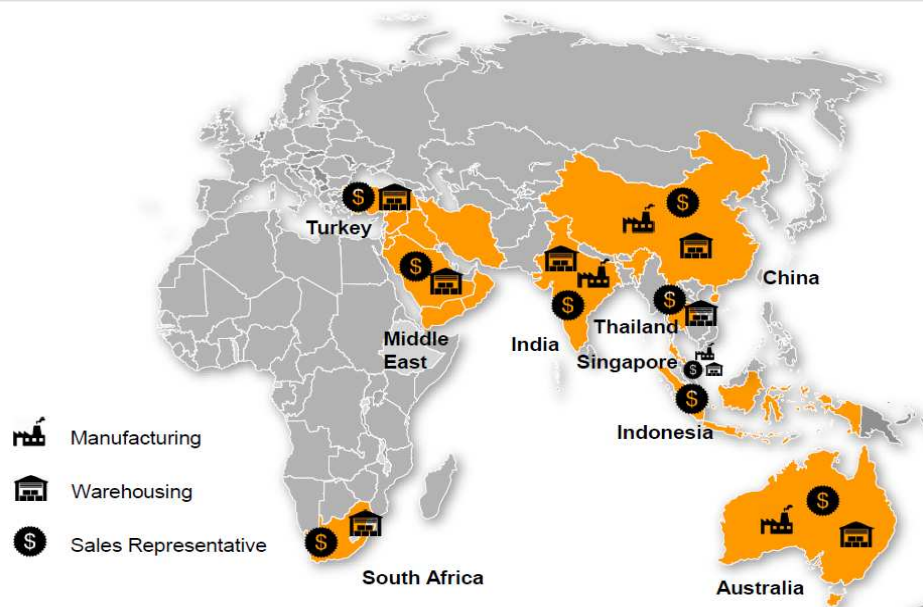 Turkey
China
Middle
East
India
Thailand
Singapore
Indonesia
Manufacturing
Warehousing
Sales Representative
South Africa
Australia
$
$
$
$
$
$
$
$
$